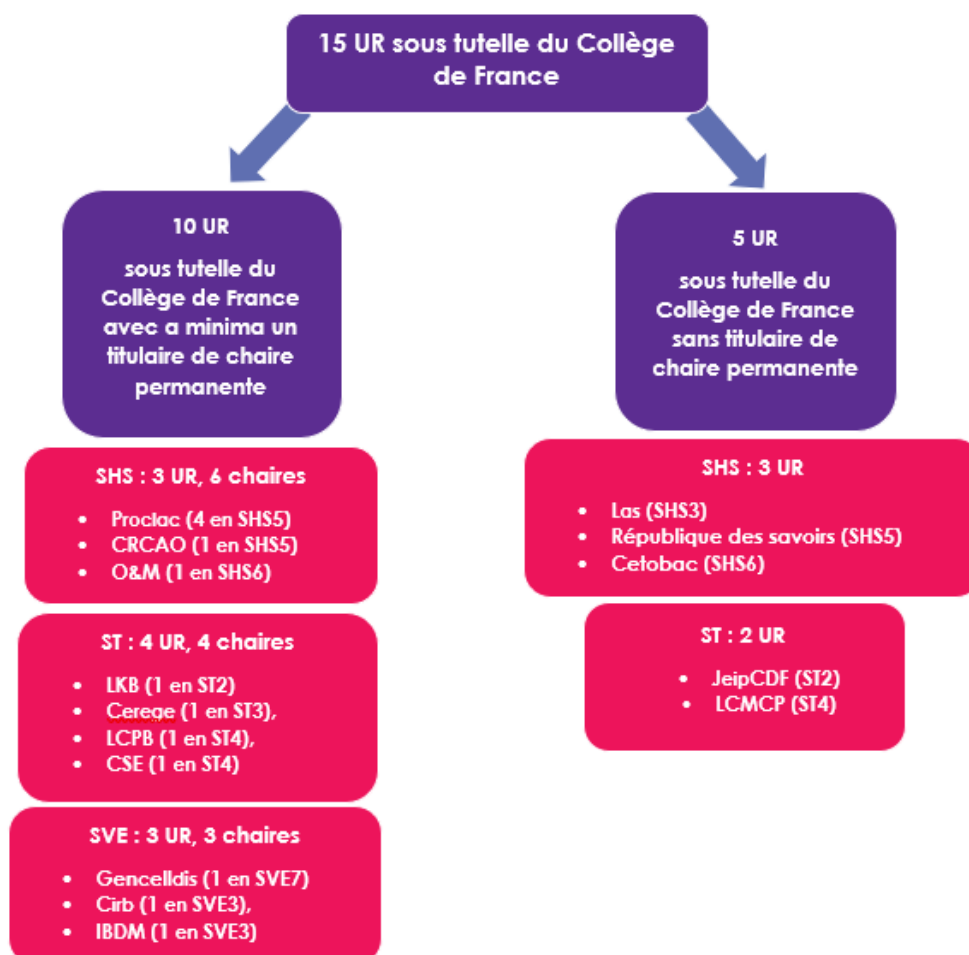 15 UR sous tutelle du Collège
de France
10 UR
sous tutelle du
Collège de France
avec a minima un
titulaire de chaire
permanente
SHS : 3 UR, 6 chaires
• Proclac (4 en SHS5)
• CRCAO (1 en SHS5)
• O&M (1 en SHS6)
ST : 4 UR, 4 chaires
• LKB (1 en ST2)
• Cerege (1 en ST3),
• LCPB (1 en ST4),
• CSE (1 en ST4)
SVE : 3 UR, 3 chaires
• Gencelldis (1 en SVE7)
• Cirb (1 en SVE3),
• IBDM (1 en SVE3)
5 UR
sous tutelle du
Collège de France
sans titulaire de
chaire permanente
SHS : 3 UR
• Las (SHS3)
• République des savoirs (SHS5)
• Cetobac (SHS6)
ST : 2 UR
• JeipCDF (ST2)
• LCMCP (ST4)